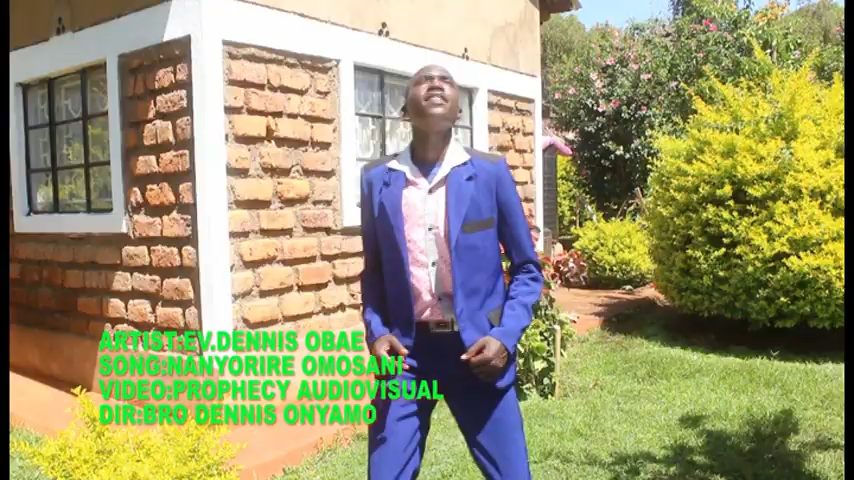 ARTIST:EV.DENNIS OBAE
SONG:NANYORIRE OMOSANI
VIDEO:PROPHECY AUDIOVISUAL
DIR:BRO DENNIS ONYAMO